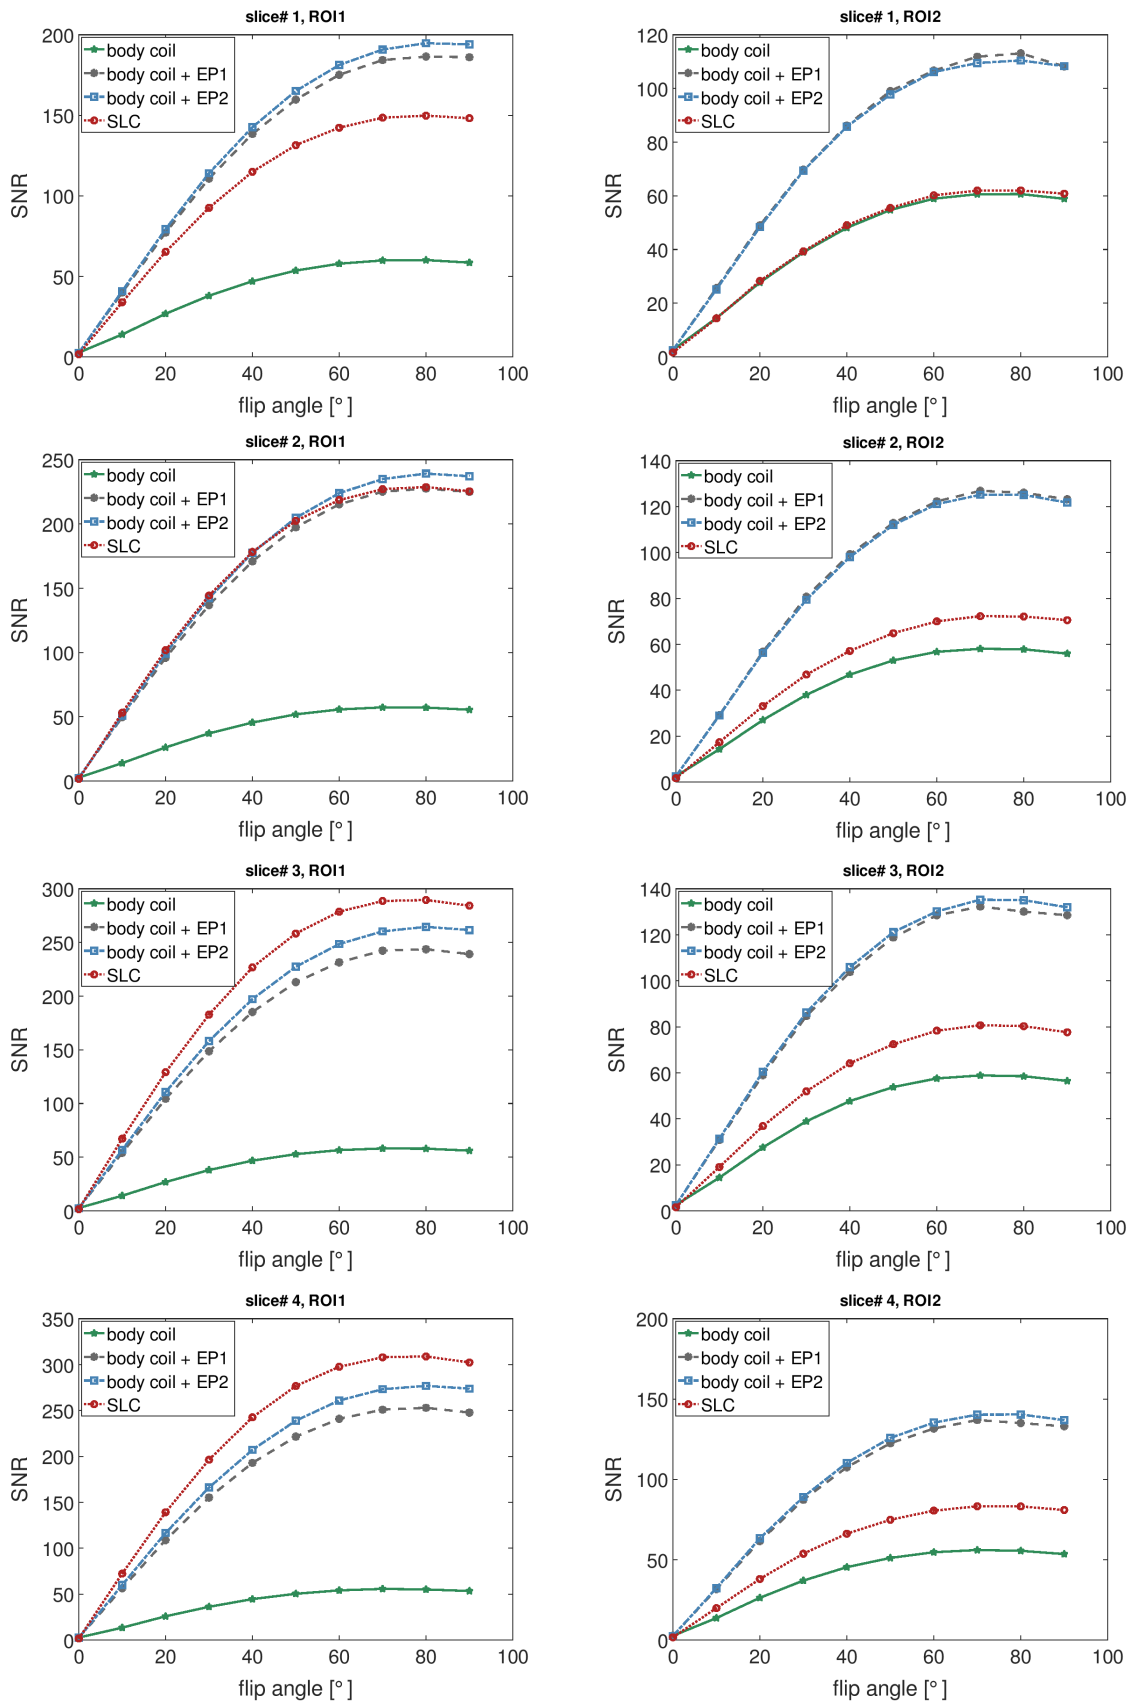 slice# 1, ROI1
200
150
100
50
0
SNR
body coil
body coil + EP1
body coil + EP2
SLC
0 20 40 60 80 100
flip angle [°]
slice# 1, ROI2
120
100
80
60
40
20
0
SNR
body coil
body coil + EP1
body coil + EP2
SLC
0 20 40 60 80 100
flip angle [°]
slice# 2, ROI1
250
200
150
100
50
0
SNR
body coil
body coil + EP1
body coil + EP2
SLC
0 20 40 60 80 100
flip angle [°]
slice# 2, ROI2
140
120
100
80
60
40
20
0
SNR
body coil
body coil + EP1
body coil + EP2
SLC
0 20 40 60 80 100
flip angle [°]
slice# 3, ROI1
300
250
200
150
100
50
0
SNR
body coil
body coil + EP1
body coil + EP2
SLC
0 20 40 60 80 100
flip angle [°]
slice# 3, ROI2
140
120
100
80
60
40
20
0
SNR
body coil
body coil + EP1
body coil + EP2
SLC
0 20 40 60 80 100
flip angle [°]
slice# 4, ROI1
350
300
250
200
150
100
50
0
SNR
body coil
body coil + EP1
body coil + EP2
SLC
0 20 40 60 80 100
flip angle [°]
slice# 4, ROI2
200
150
100
50
0
SNR
body coil
body coil + EP1
body coil + EP2
SLC
0 20 40 60 80 100
flip angle [°]